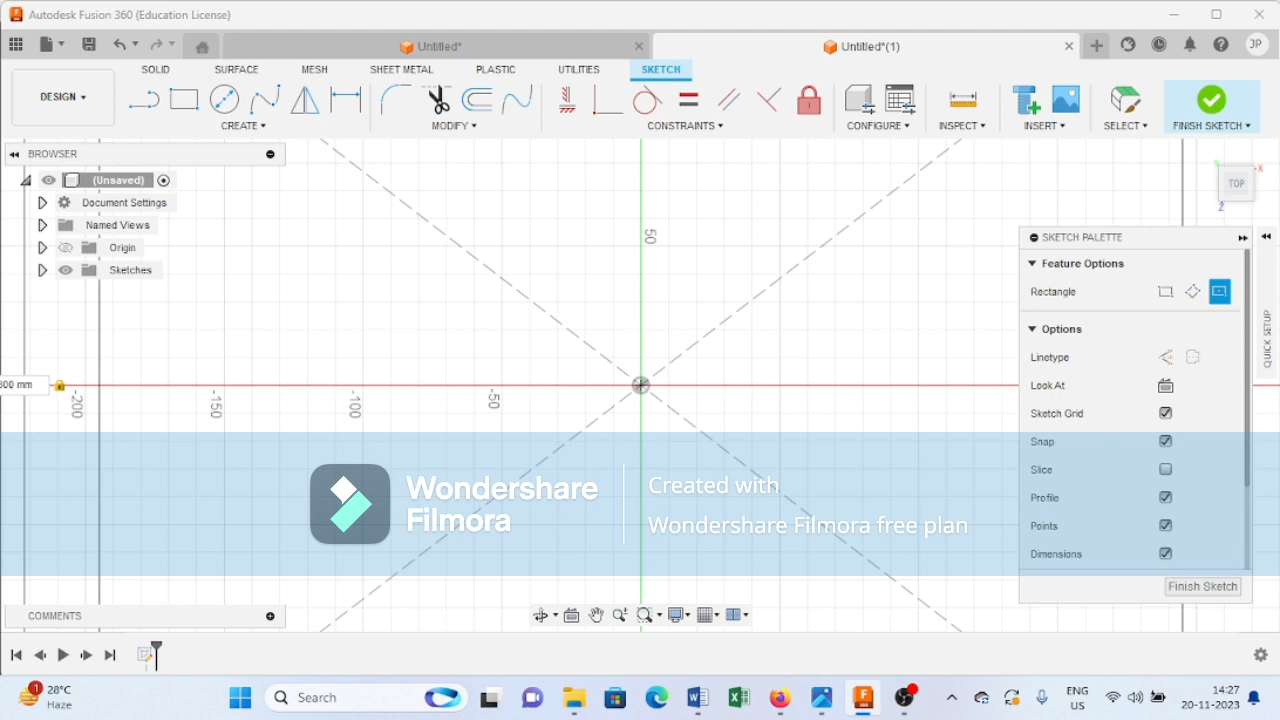 Autodesk Fusion 360 (Education License)
Untitled*
Untitled*(1)
JP
DESIGN
SOLID
SURFACE
MESH
SHEET METAL
PLASTIC
UTILITIES
SKETCH
CREATE
MODIFY
CONSTRAINTS
CONFIGURE
INSPECT
INSERT
SELECT
FINISH SKETCH
BROWSER
(Unsaved)
Document Settings
Named Views
Origin
Sketches
50
TOP
X
Z
SKETCH PALETTE
Feature Options
Rectangle
Options
Linetype
Look At
Sketch Grid
Snap
Slice
Profile
Points
Dimensions
Finish Sketch
QUICK SETUP
300 mm
-200
-150
-100
-50
Wondershare
Filmora
Created with
Wondershare Filmora free plan
COMMENTS
1
28°C
Haze
Search
ENG
US
14:27
20-11-2023